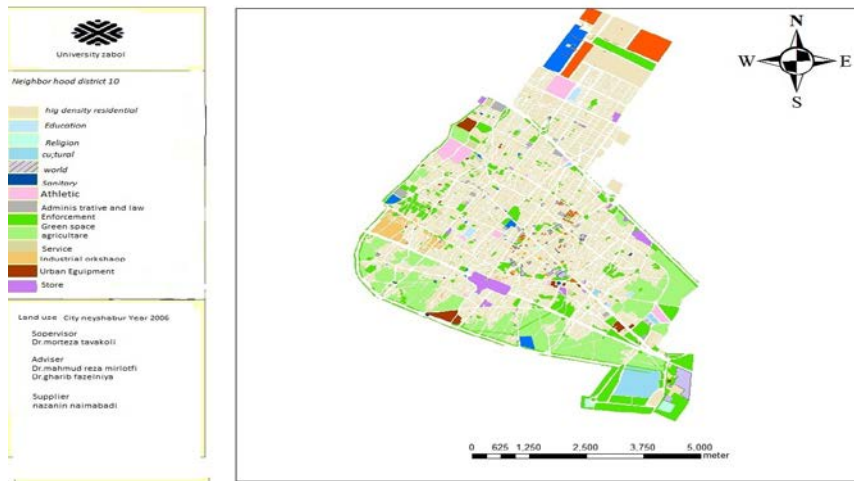 University zabol
Neighbor hood district 10
hig density residential
Education
Religion
cu,tural
world
Sanitary
Athletic
Adminis trative and law
Enforcement
Green space
agricultare
Service
Industrial orkshaop
Urban Eguipment
Store
Land use City neyshabur Year 2006
Sopervisor
Dr.morteza tavakoli
Adviser
Dr.mahmud reza mirlotfi
Dr.gharib fazelniya
Supplier
nazanin naimabadi
N
W E
S
0 625 1,250 2,500 3,750 5,000
meter